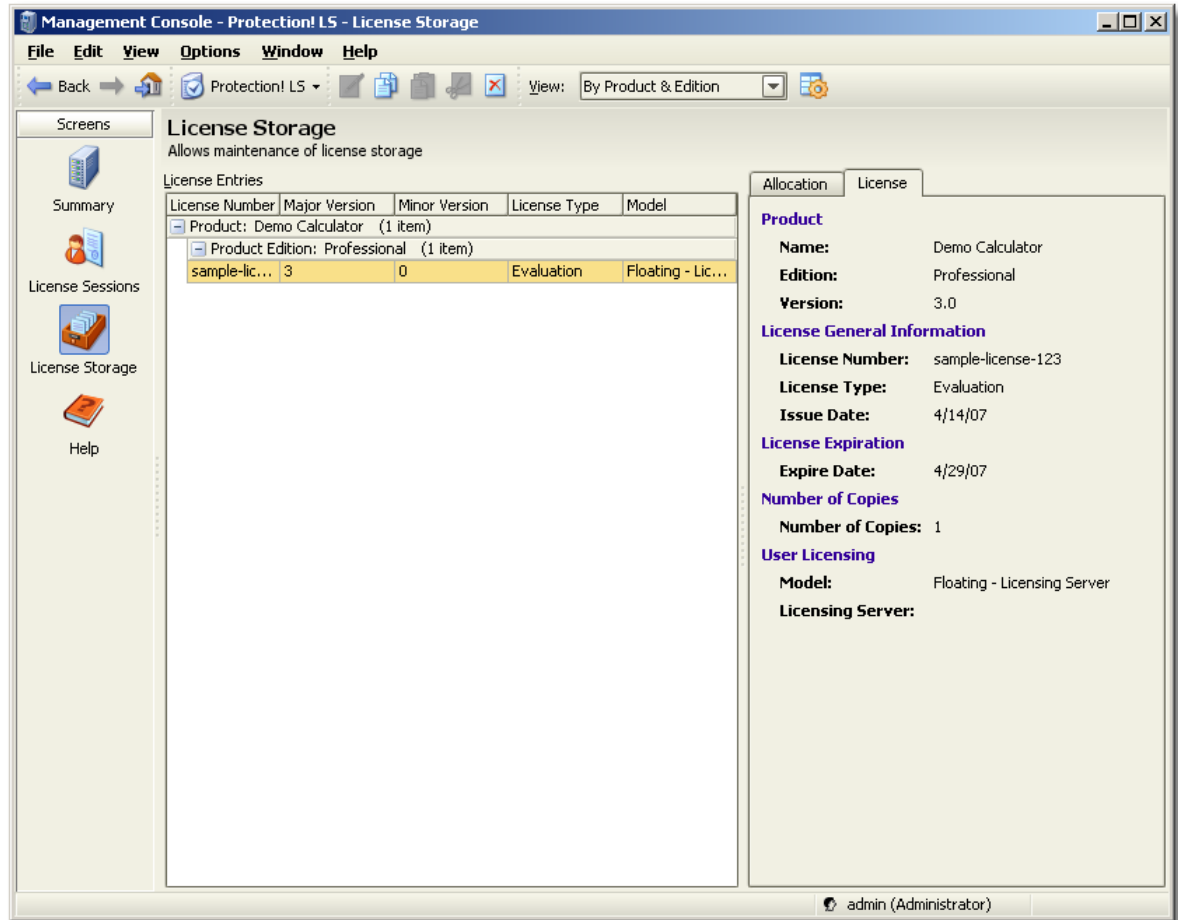 Management Console - Protection! LS - License Storage
File Edit View Options Window Help
Back Protection! LS View: By Product & Edition
Screens
Summary
License Sessions
License Storage
Help
License Storage
Allows maintenance of license storage
License Entries
License Number Major Version Minor Version License Type Model
Product: Demo Calculator (1 item)
Product Edition: Professional (1 item)
sample-lic... 3 0 Evaluation Floating - Lic...
Allocation License
Product
Name: Demo Calculator
Edition: Professional
Version: 3.0
License General Information
License Number: sample-license-123
License Type: Evaluation
Issue Date: 4/14/07
License Expiration
Expire Date: 4/29/07
Number of Copies
Number of Copies: 1
User Licensing
Model: Floating - Licensing Server
Licensing Server:
admin (Administrator)